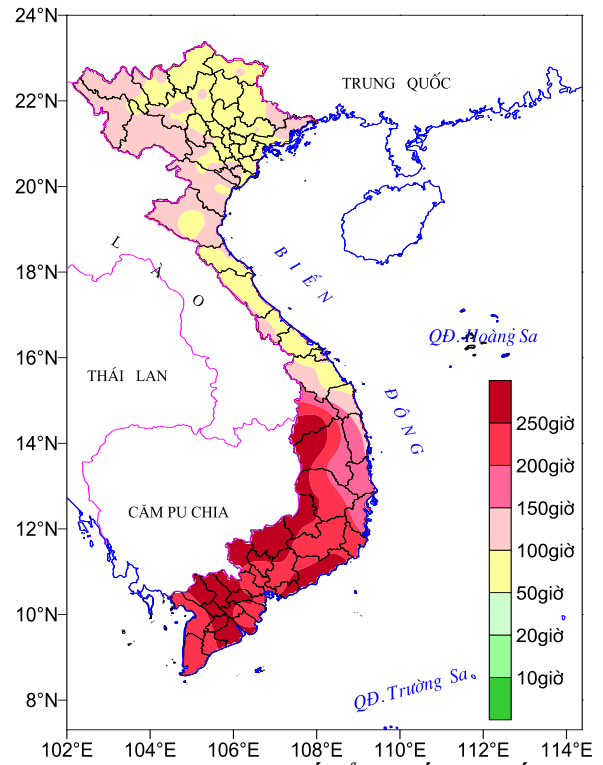 24°N
TRUNG QUỐC
22°N
20°N
LÀO
BIỂN ĐÔNG
18°N
QĐ. Hoàng Sa
16°N
THÁI LAN
250giờ
14°N
200giờ
150giờ
CĂM PU CHIA
12°N
100giờ
50giờ
10°N
20giờ
10giờ
QĐ. Trường Sa
8°N
102°E 104°E 106°E 108°E 110°E 112°E 114°E